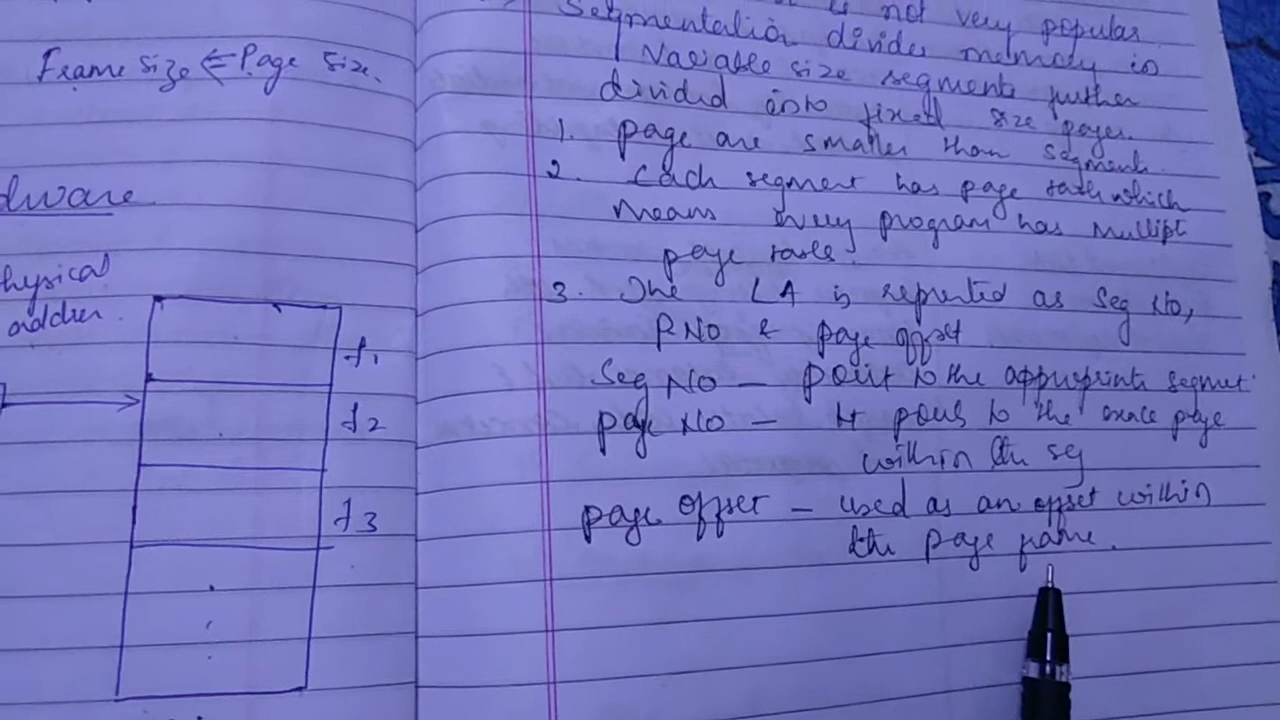 Frame size <= Page size.
dware
hysical
addres.
f1
f2
f3
is not very popular
Segmentation divides memory in
Variable size segments further
divided into fixed size pages.
1. page are smaller than segment.
2. Each segment has page table which
means every program has multiple
page table.
3. The LA is represented as Seg No,
PNO & page offset
Seg NO - point to the appropriate segment.
page NO - It points to the exact page
within the seg
page offset - used as an offset within
the page frame.